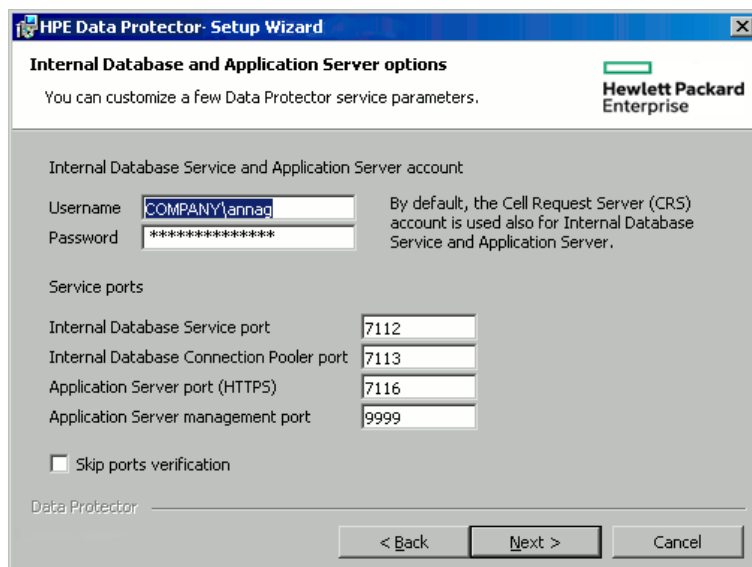 HPE Data Protector- Setup Wizard
Internal Database and Application Server options
You can customize a few Data Protector service parameters.
Hewlett Packard
Enterprise
Internal Database Service and Application Server account
Username COMPANY\annag
Password **************
By default, the Cell Request Server (CRS)
account is used also for Internal Database
Service and Application Server.
Service ports
Internal Database Service port 7112
Internal Database Connection Pooler port 7113
Application Server port (HTTPS) 7116
Application Server management port 9999
Skip ports verification
Data Protector
< Back Next > Cancel